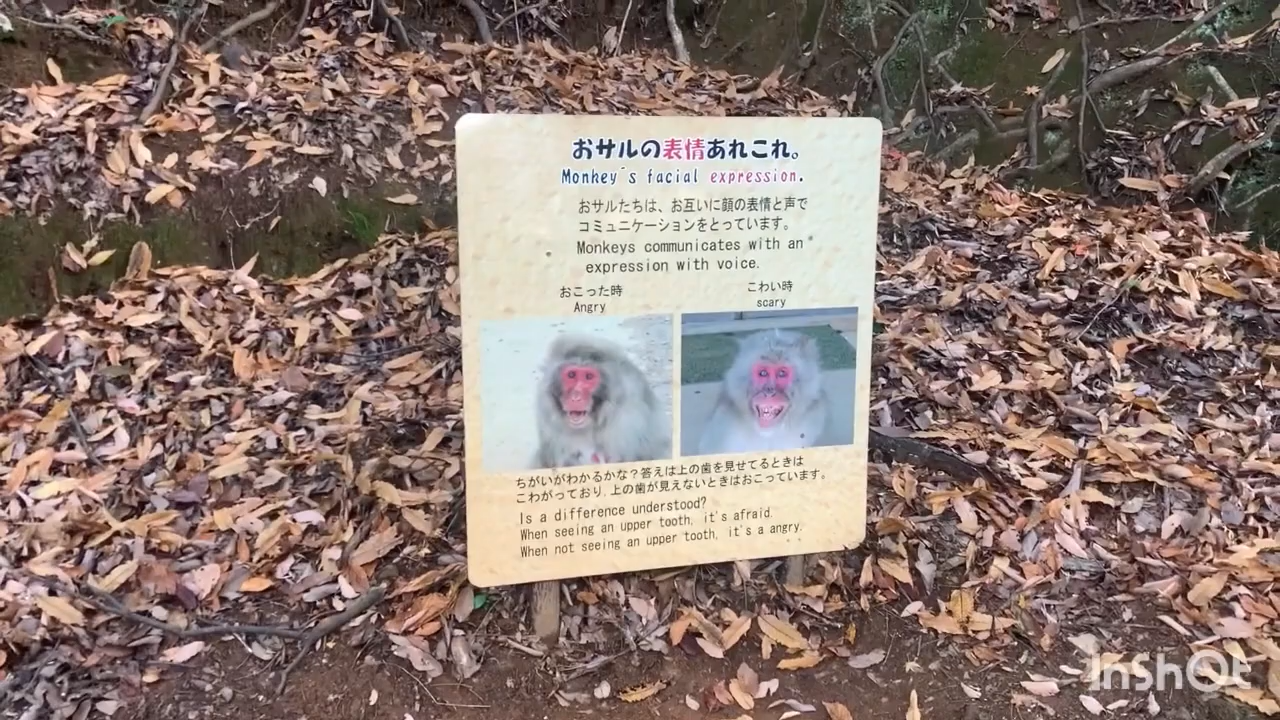 おサルの表情あれこれ。
Monkey's facial expression.
おサルたちは、お互いに顔の表情と声で
コミュニケーションをとっています。
Monkeys communicates with an
expression with voice.
おこった時
Angry
こわい時
scary
ちがいがわかるかな？答えは上の歯を見せてるときは
こわがっており、上の歯が見えないときはおこっています。
Is a difference understood?
When seeing an upper tooth, it's afraid.
When not seeing an upper tooth, it's a angry.
InShOt